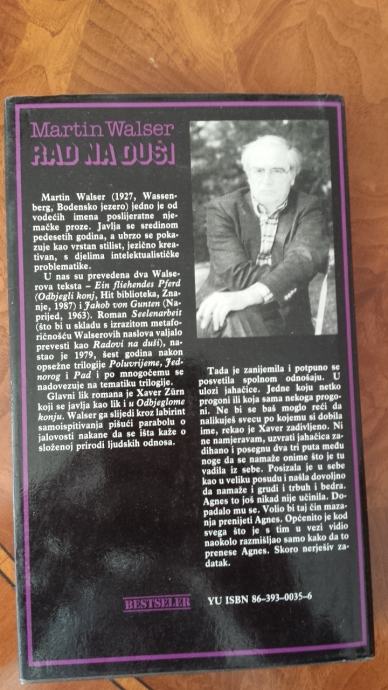 Martin Walser
RAD NA DUŠI
Martin Walser (1927, Wassen-
berg, Bodensko jezero) jedno je od
vodećih imena poslijeratne nje-
mačke proze. Javlja se sredinom
pedesetih godina, a ubrzo se poka-
zuje kao vrstan stilist, jezično krea-
tivan, s djelima intelektualističke
problematike.
U nas su prevedena dva Walse-
rova teksta – Ein fliehendes Pferd
(Odbjegli konj, Hit biblioteka, Zna-
nje, 1987) i Jakob von Gunten (Na-
prijed, 1963). Roman Seelenarbeit
(što bi u skladu s izrazitom metafo-
ričnošću Walserovih naslova valjalo
prevesti kao Radovi na duši), na-
stao je 1979, šest godina nakon
opsežne trilogije Poluvrijeme, Jed-
norog i Pad i po mnogočemu se
nadovezuje na tematiku trilogije.
Glavni lik romana je Xaver Zürn
koji se javlja kao lik i u Odbjeglome
konju. Walser ga slijedi kroz labirint
samoispitivanja pišući parabolu o
jalovosti nakane da se išta kaže o
složenoj prirodi ljudskih odnosa.
Tada je zanijemila i potpuno se
posvetila spolnom odnošaju. U
ulozi jahačice. Jedne koju netko
progoni ili koja sama nekoga progo-
ni. Ne bi se baš moglo reći da
nalikuješ svecu po kojemu si dobila
ime, rekao je Xaver zadivljeno. Ni
ne namjeravam, uzvrati jahačica za-
dihano i posegnu dva tri puta među
noge da se namaže onime što je tu
vadila iz sebe. Posizala je u sebe
kao u veliku posudu i našla dovoljno
da namaže i grudi i trbuh i bedra.
Agnes to još nikad nije učinila. Do-
padalo mu se. Volio bi taj čin maza-
nja prenijeti Agnes. Općenito je kod
svega što je s tim u vezi vidio
naokolo razmišljao samo kako da to
prenese Agnes. Skoro nerješiv za-
datak.
BESTSELER
YU ISBN 86-393-0035-6